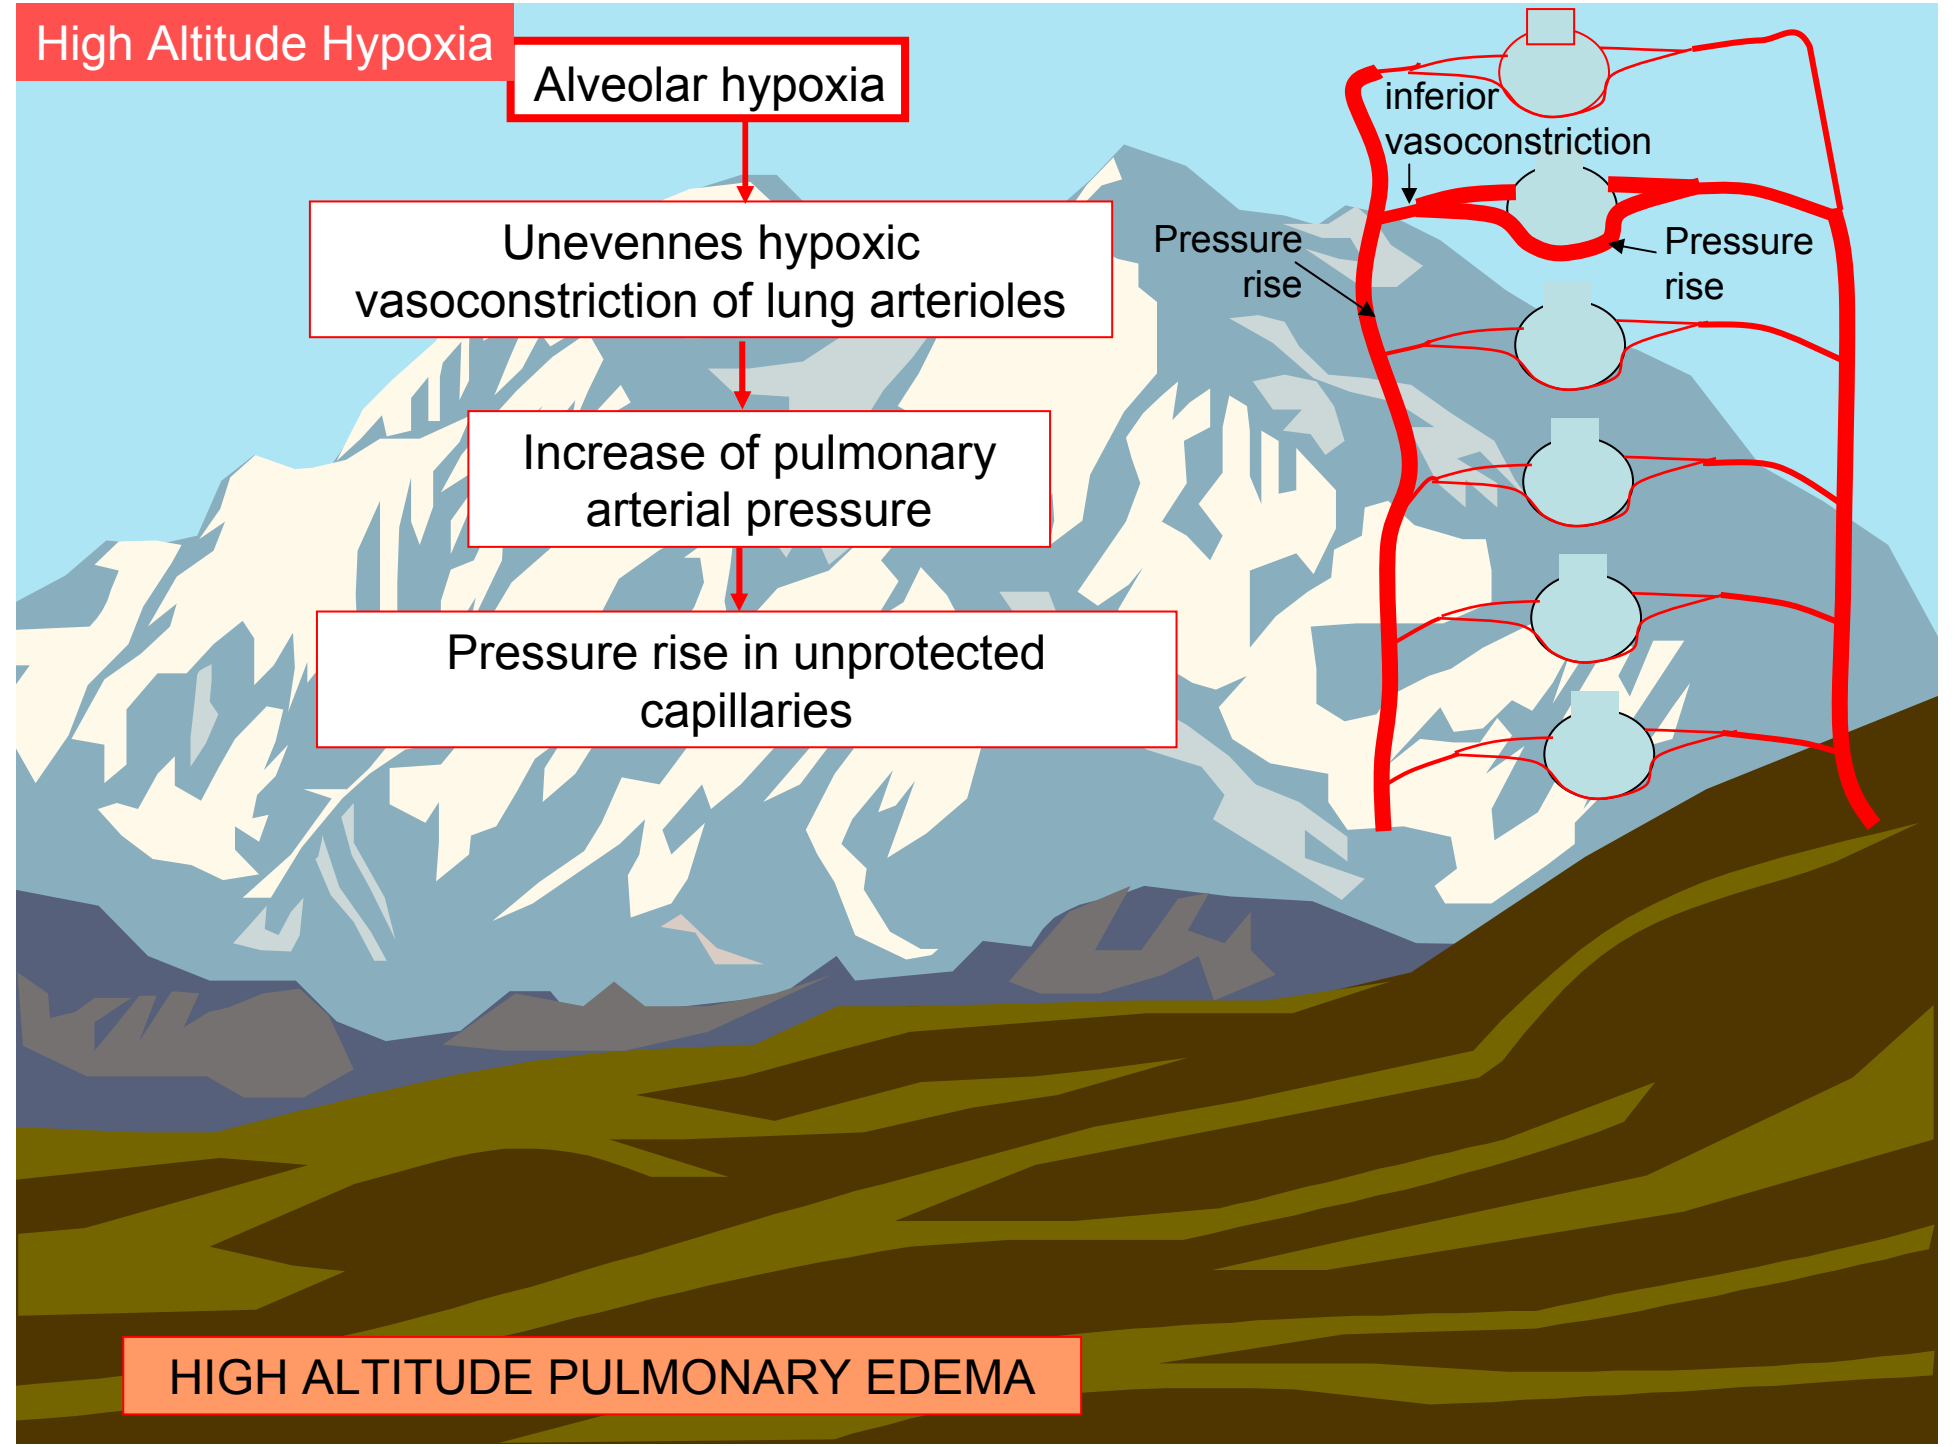 High Altitude Hypoxia
Alveolar hypoxia
Unevennes hypoxic
vasoconstriction of lung arterioles
Increase of pulmonary
arterial pressure
Pressure rise in unprotected
capillaries
inferior
vasoconstriction
Pressure
rise
Pressure
rise
HIGH ALTITUDE PULMONARY EDEMA